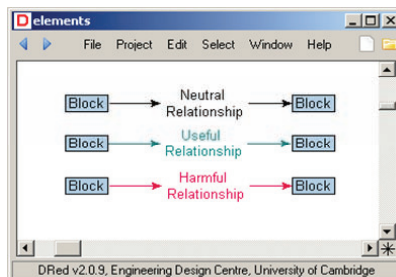 D elements
File Project Edit Select Window Help
Block Neutral Relationship Block
Block Useful Relationship Block
Block Harmful Relationship Block
DRed v2.0.9, Engineering Design Centre, University of Cambridge